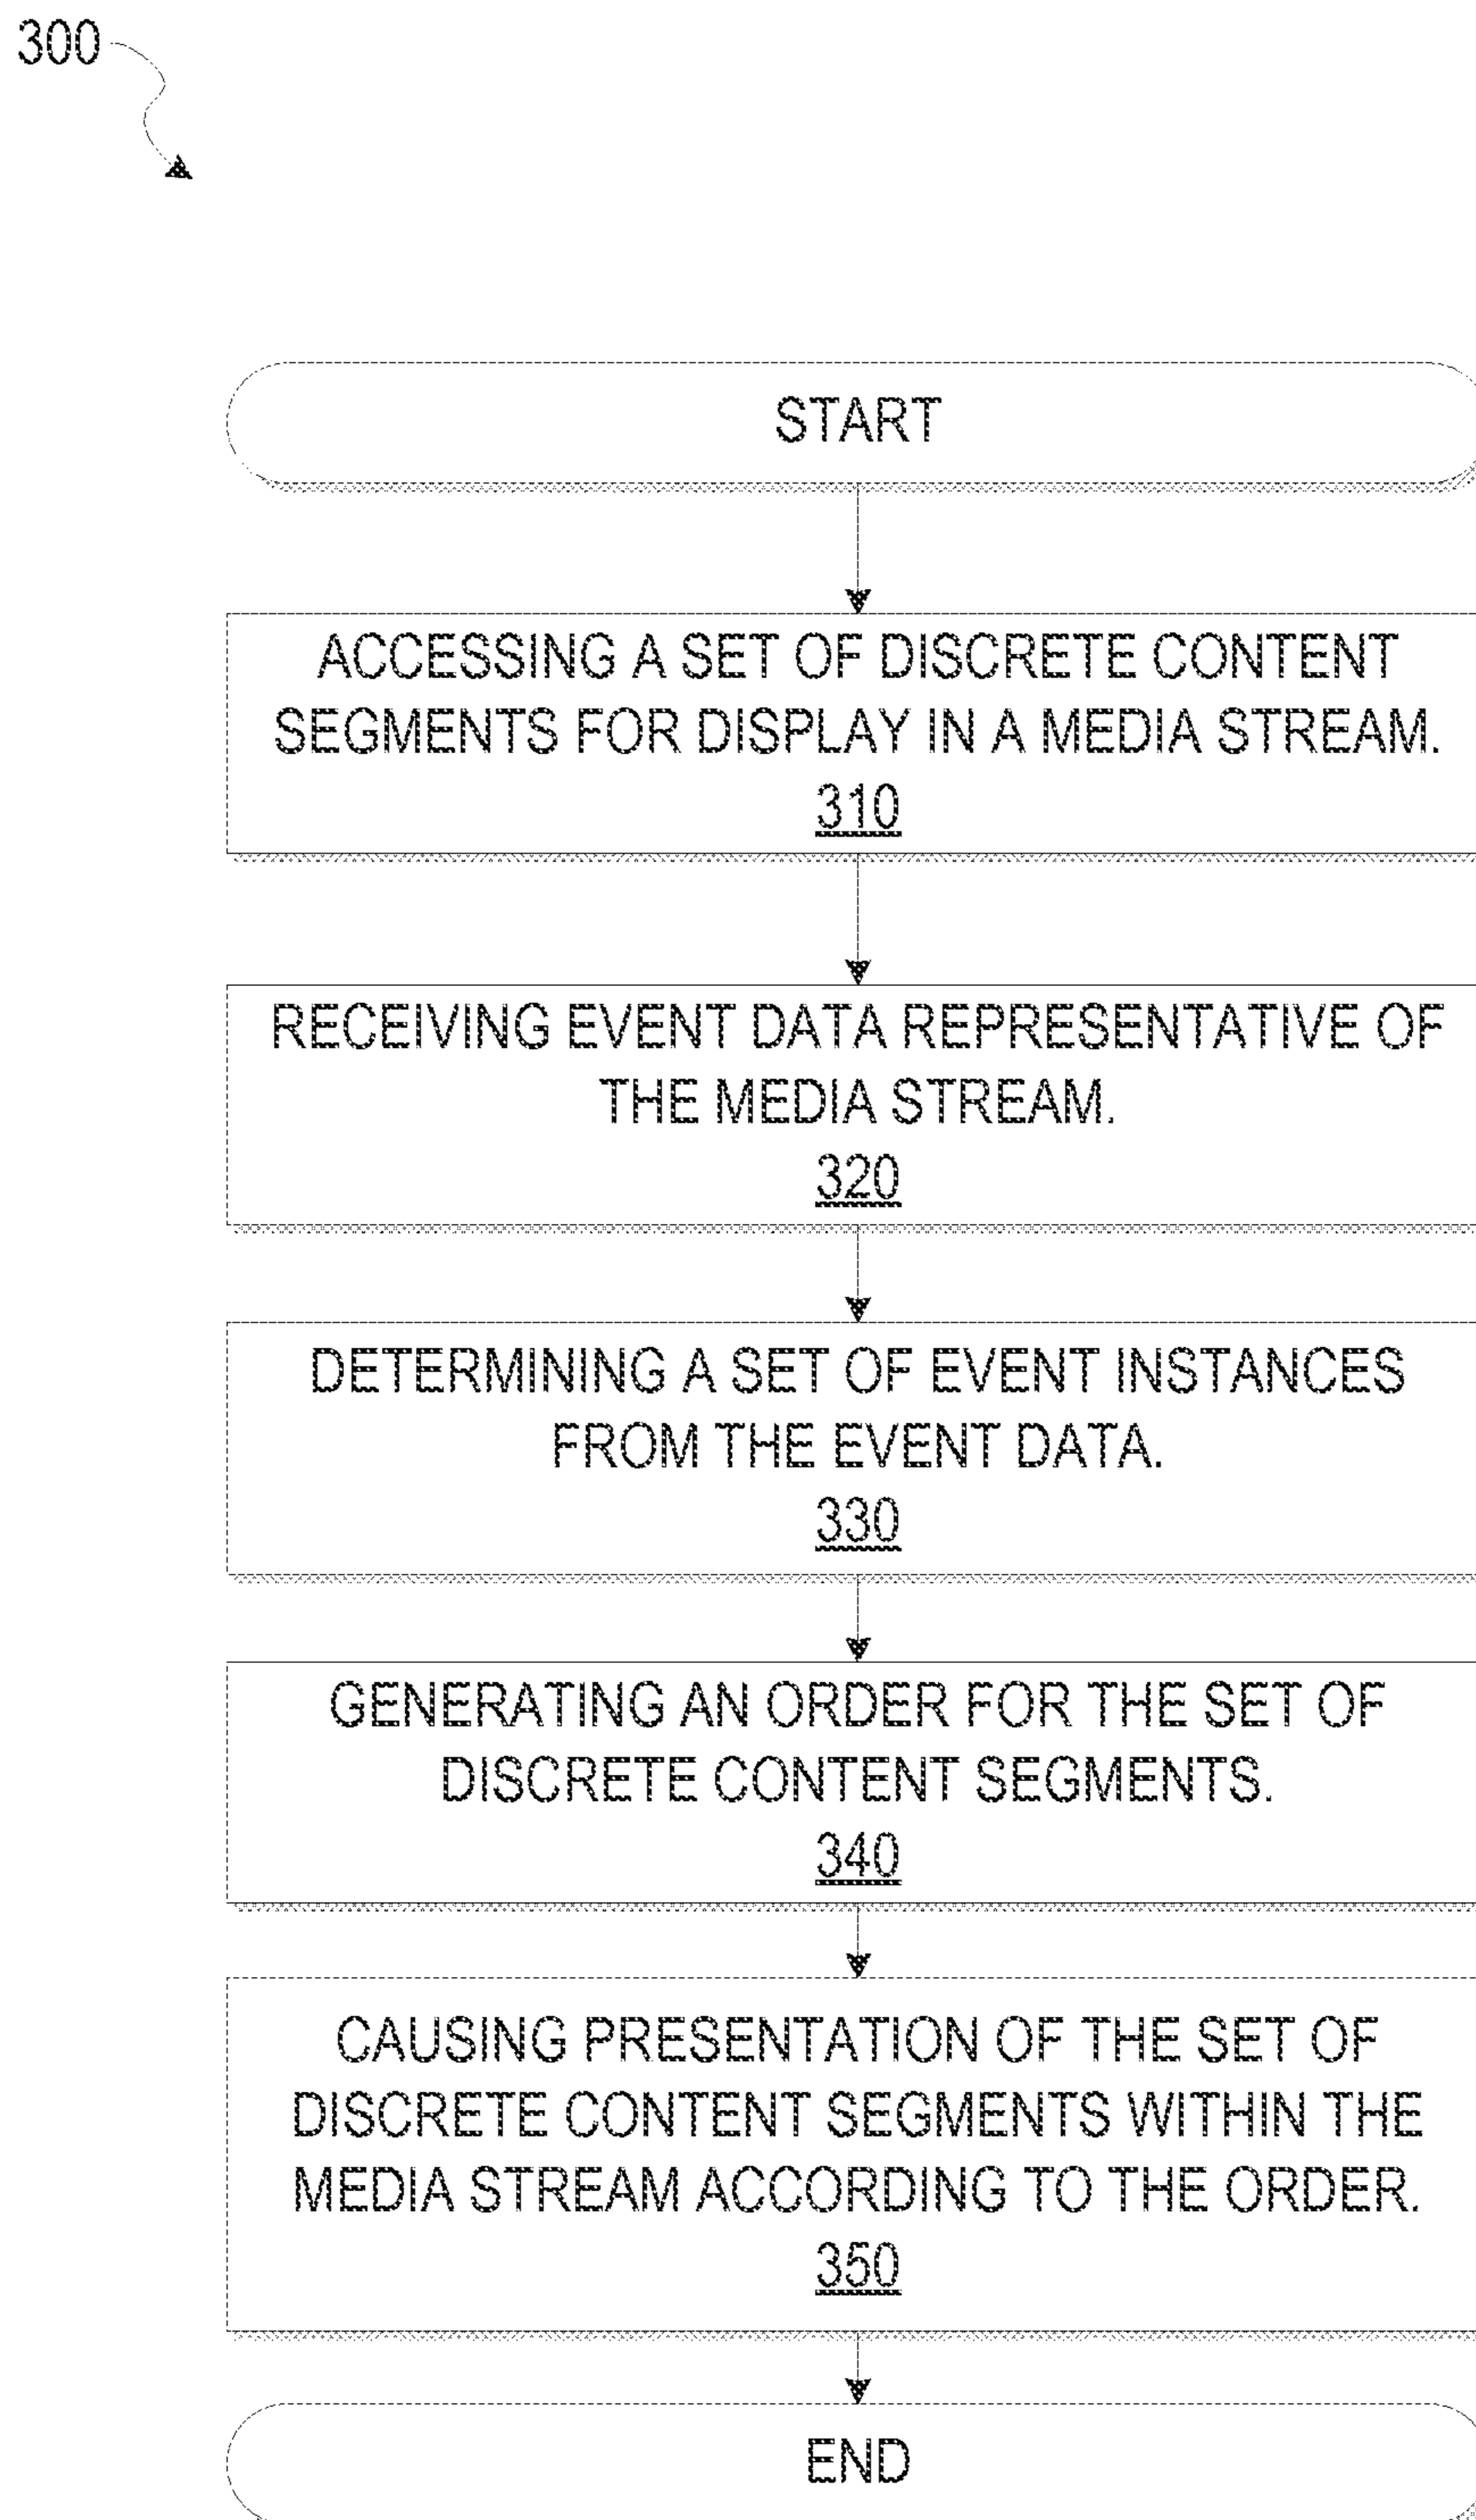 300
START
ACCESSING A SET OF DISCRETE CONTENT
SEGMENTS FOR DISPLAY IN A MEDIA STREAM.
310
RECEIVING EVENT DATA REPRESENTATIVE OF
THE MEDIA STREAM.
320
DETERMINING A SET OF EVENT INSTANCES
FROM THE EVENT DATA.
330
GENERATING AN ORDER FOR THE SET OF
DISCRETE CONTENT SEGMENTS.
340
CAUSING PRESENTATION OF THE SET OF
DISCRETE CONTENT SEGMENTS WITHIN THE
MEDIA STREAM ACCORDING TO THE ORDER.
350
END